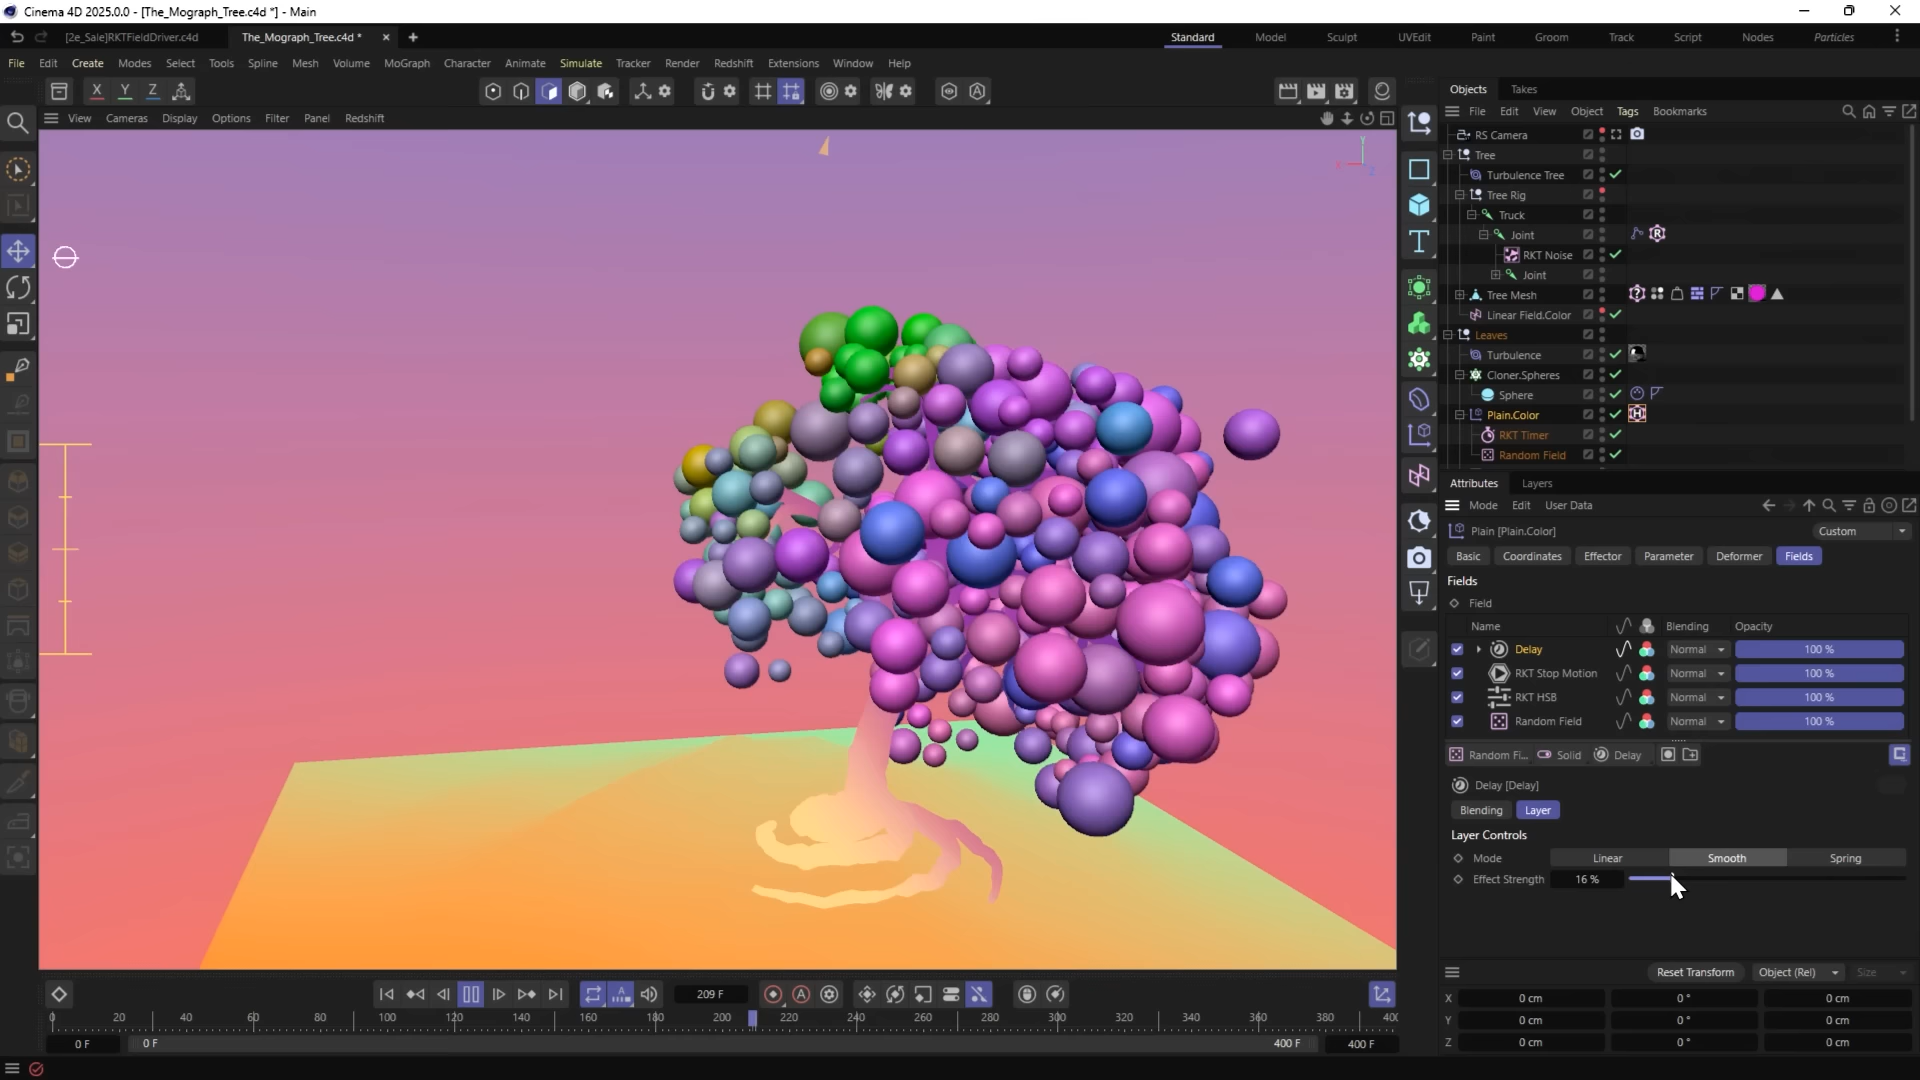 Cinema 4D 2025.0.0 - [The_Mograph_Tree.c4d *] - Main
[2e_Sale]RKTFieldDriver.c4d The_Mograph_Tree.c4d *
Standard Model Sculpt UVEdit Paint Groom Track Script Nodes Particles
File Edit Create Modes Select Tools Spline Mesh Volume MoGraph Character Animate Simulate Tracker Render Redshift Extensions Window Help
X Y Z
View Cameras Display Options Filter Panel Redshift
Objects Takes
File Edit View Object Tags Bookmarks
RS Camera
Tree
Turbulence Tree
Tree Rig
Truck
Joint
RKT Noise
Joint
Tree Mesh
Linear Field.Color
Leaves
Turbulence
Cloner.Spheres
Sphere
Plain.Color
RKT Timer
Random Field
Attributes Layers
Mode Edit User Data
Plain [Plain.Color]
Custom
Basic Coordinates Effector Parameter Deformer Fields
Fields
Field
Name Blending Opacity
Delay Normal 100 %
RKT Stop Motion Normal 100 %
RKT HSB Normal 100 %
Random Field Normal 100 %
Random Fi... Solid Delay
Delay [Delay]
Blending Layer
Layer Controls
Mode Linear Smooth Spring
Effect Strength 16 %
Reset Transform Object (Rel) Size
X 0 cm 0 ° 0 cm
Y 0 cm 0 ° 0 cm
Z 0 cm 0 ° 0 cm
209 F
0 20 40 60 80 100 120 140 160 180 200 220 240 260 280 300 320 340 360 380 400
0 F 0 F 400 F 400 F